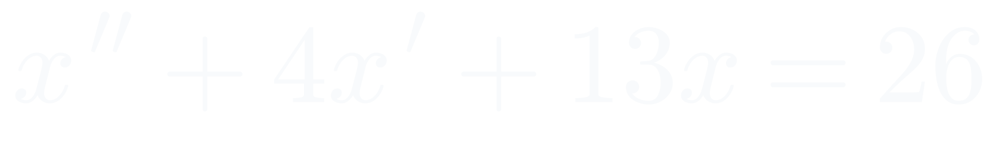 x'' + 4x' + 13x = 26